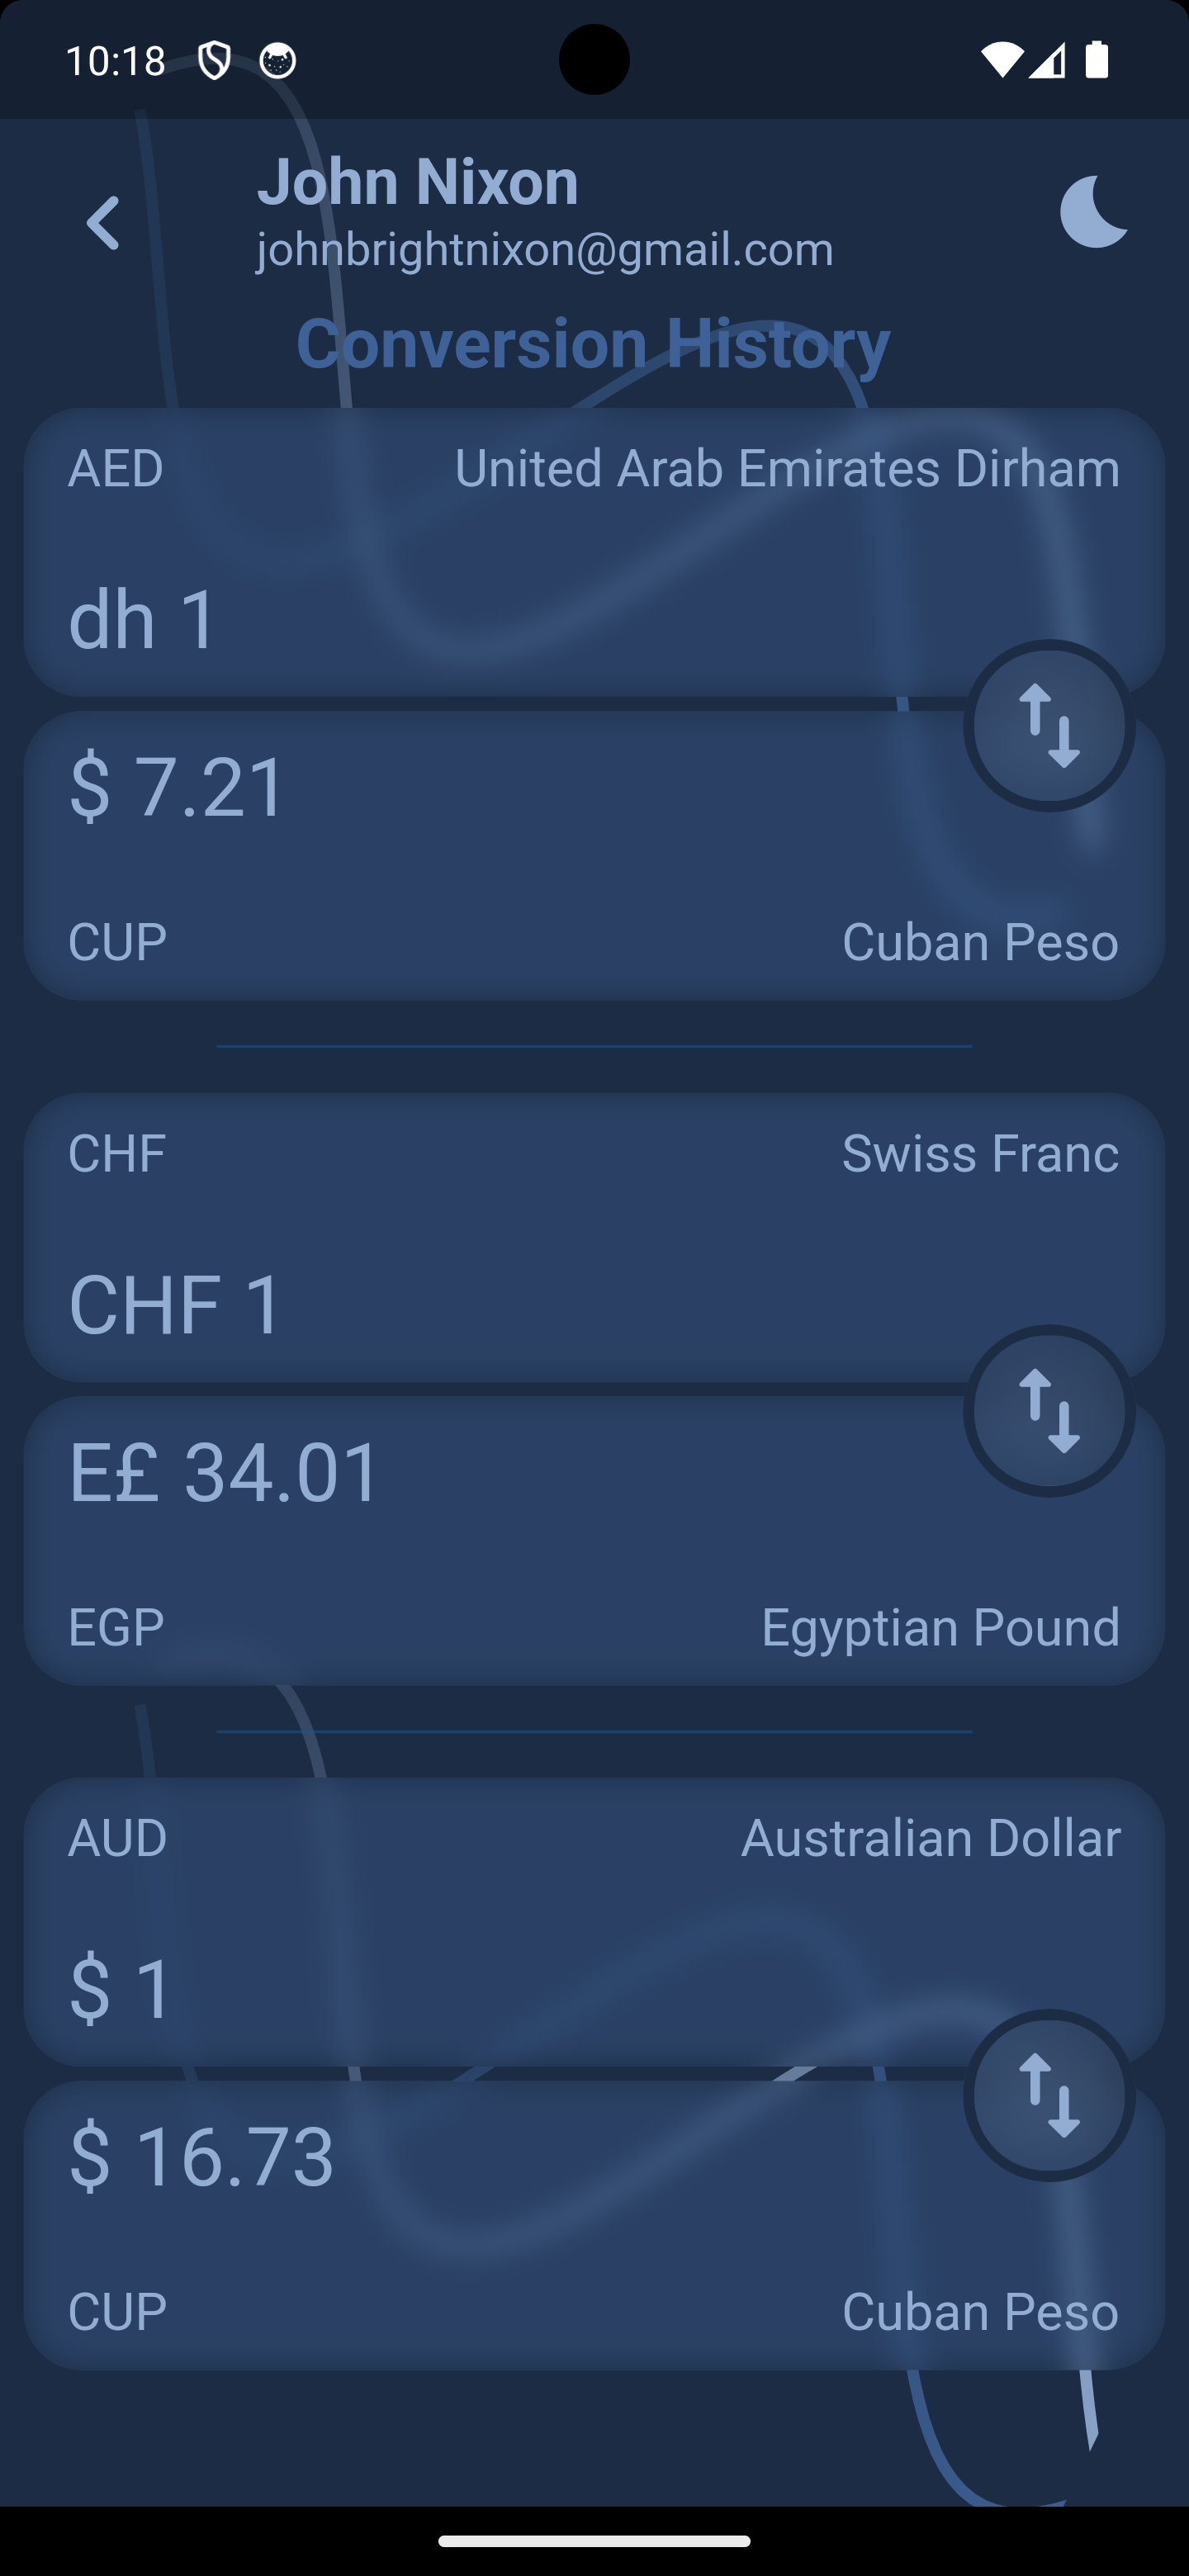 10:18
John Nixon
johnbrightnixon@gmail.com
Conversion History
AED United Arab Emirates Dirham
dh 1
$ 7.21
CUP Cuban Peso
CHF Swiss Franc
CHF 1
E£ 34.01
EGP Egyptian Pound
AUD Australian Dollar
$ 1
$ 16.73
CUP Cuban Peso